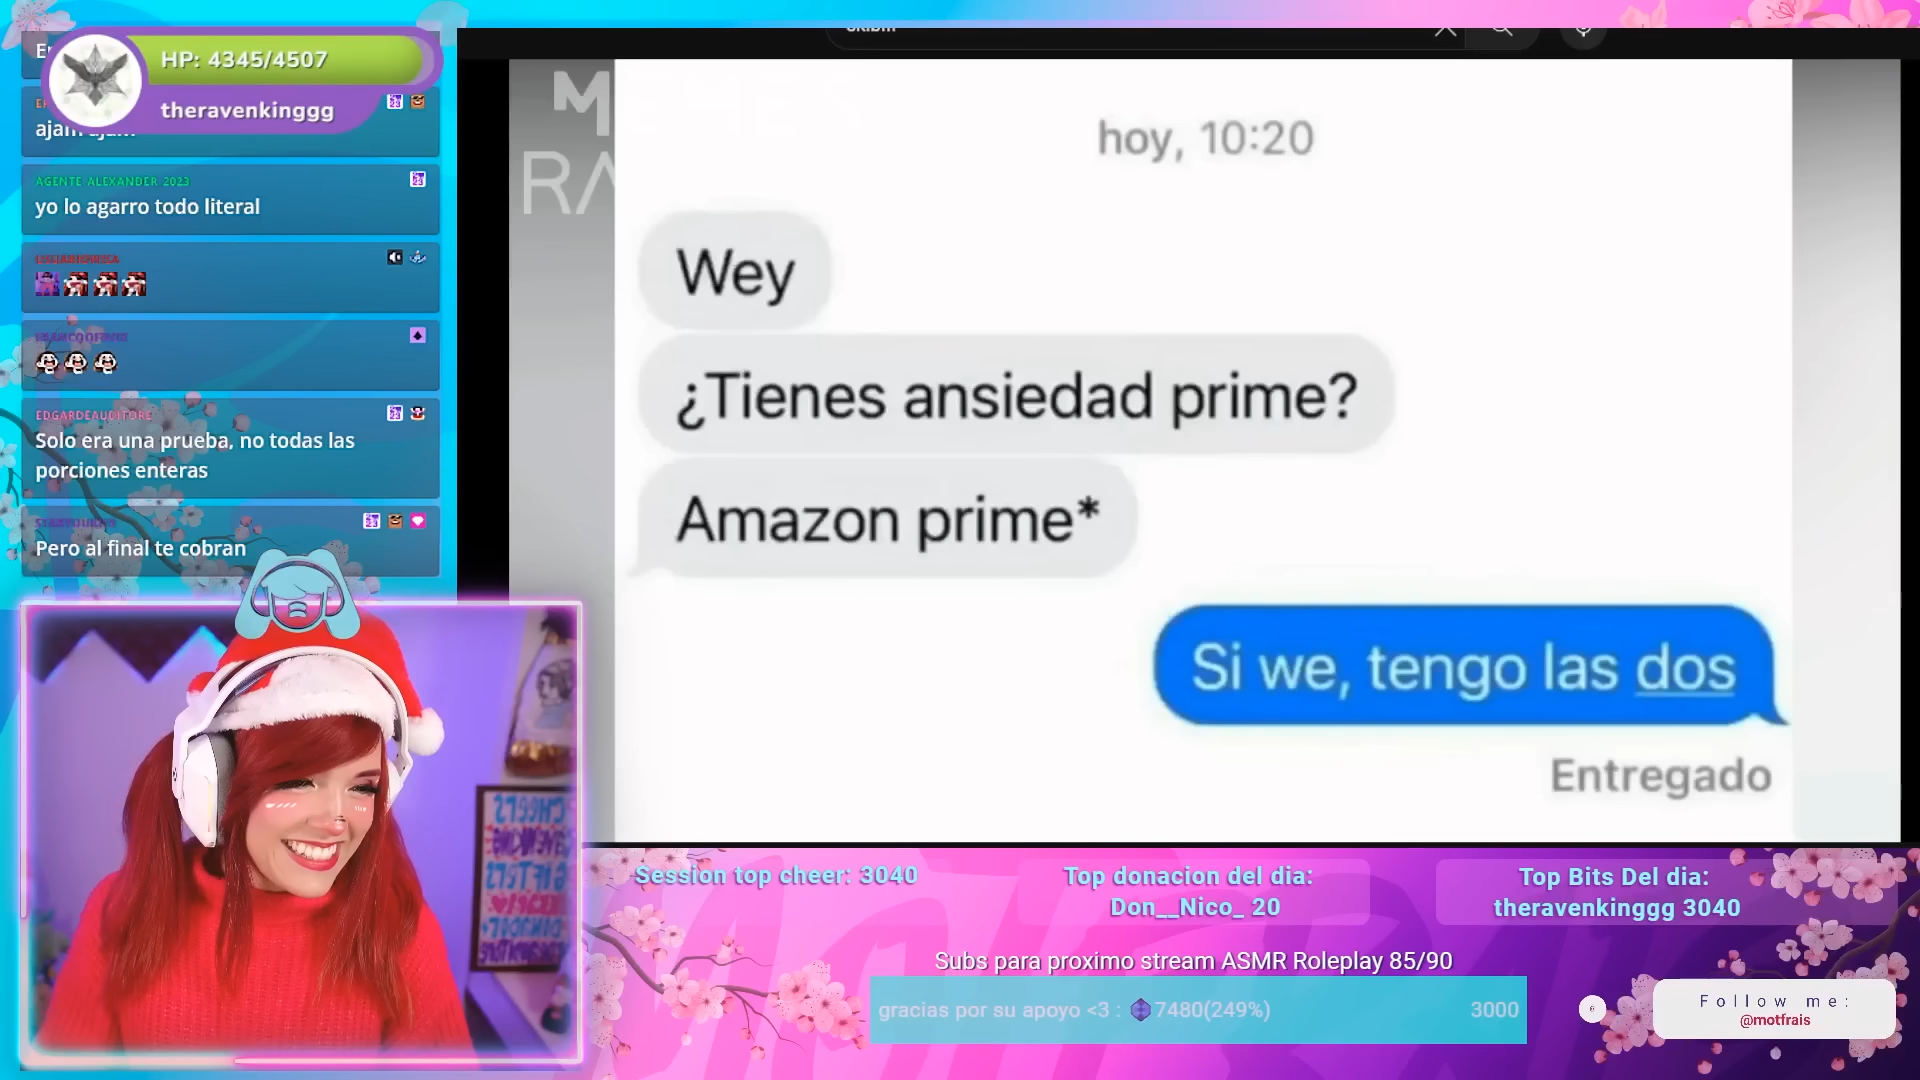 HP: 4345/4507
theravenkinggg
AGENTE ALEXANDER 2023
yo lo agarro todo literal
EDGARDEAUDITORE
Solo era una prueba, no todas las
porciones enteras
Pero al final te cobran
hoy, 10:20
Wey
¿Tienes ansiedad prime?
Amazon prime*
Si we, tengo las dos
Entregado
Session top cheer: 3040
Top donacion del dia:
Don__Nico_ 20
Top Bits Del dia:
theravenkinggg 3040
Subs para proximo stream ASMR Roleplay 85/90
gracias por su apoyo <3 : 7480(249%) 3000
Follow me:
@motfrais